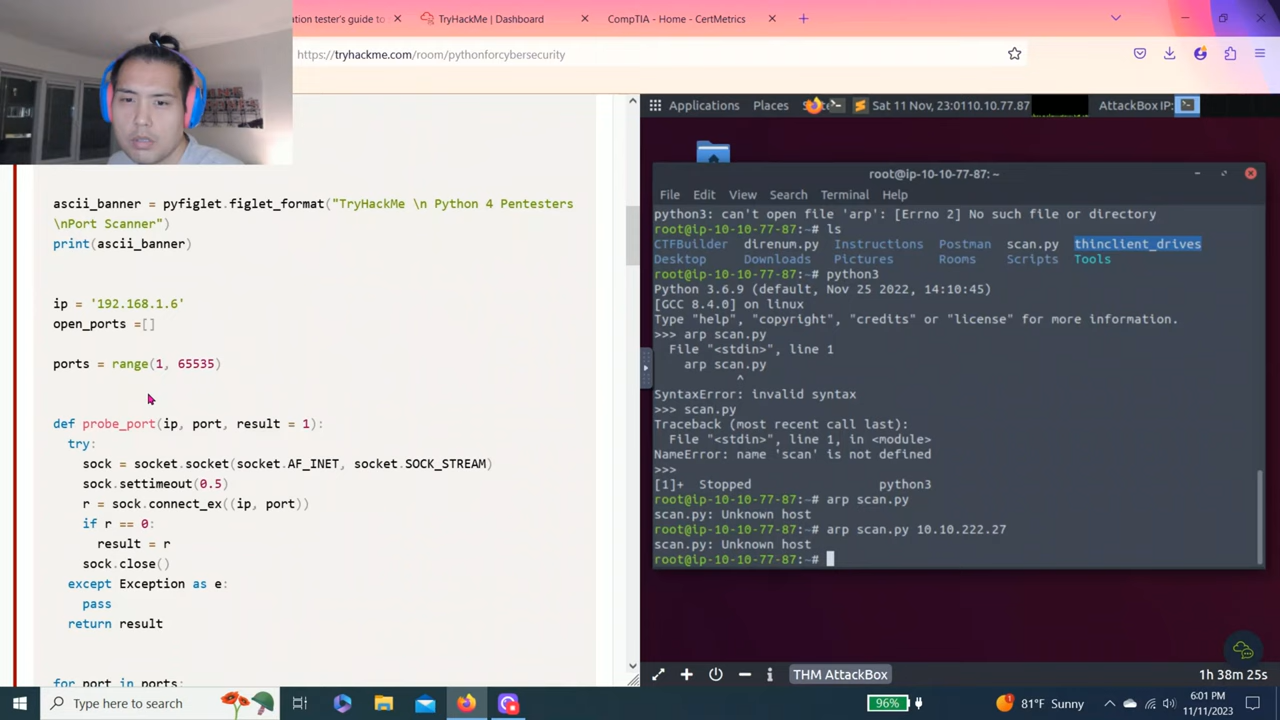 ation tester's guide to
TryHackMe | Dashboard
CompTIA - Home - CertMetrics
https://tryhackme.com/room/pythonforcybersecurity
ascii_banner = pyfiglet.figlet_format("TryHackMe \n Python 4 Pentesters
\nPort Scanner")
print(ascii_banner)
ip = '192.168.1.6'
open_ports =[]
ports = range(1, 65535)
def probe_port(ip, port, result = 1):
try:
sock = socket.socket(socket.AF_INET, socket.SOCK_STREAM)
sock.settimeout(0.5)
r = sock.connect_ex((ip, port))
if r == 0:
result = r
sock.close()
except Exception as e:
pass
return result
for port in ports:
Applications Places Sat 11 Nov, 23:01 10.10.77.87 AttackBox IP:
root@ip-10-10-77-87: ~
File Edit View Search Terminal Help
python3: can't open file 'arp': [Errno 2] No such file or directory
root@ip-10-10-77-87:~# ls
CTFBuilder direnum.py Instructions Postman scan.py thinclient_drives
Desktop Downloads Pictures Rooms Scripts Tools
root@ip-10-10-77-87:~# python3
Python 3.6.9 (default, Nov 25 2022, 14:10:45)
[GCC 8.4.0] on linux
Type "help", "copyright", "credits" or "license" for more information.
>>> arp scan.py
File "<stdin>", line 1
arp scan.py
^
SyntaxError: invalid syntax
>>> scan.py
Traceback (most recent call last):
File "<stdin>", line 1, in <module>
NameError: name 'scan' is not defined
>>>
[1]+ Stopped python3
root@ip-10-10-77-87:~# arp scan.py
scan.py: Unknown host
root@ip-10-10-77-87:~# arp scan.py 10.10.222.27
scan.py: Unknown host
root@ip-10-10-77-87:~#
THM AttackBox
1h 38m 25s
Type here to search
96%
81°F Sunny
6:01 PM
11/11/2023